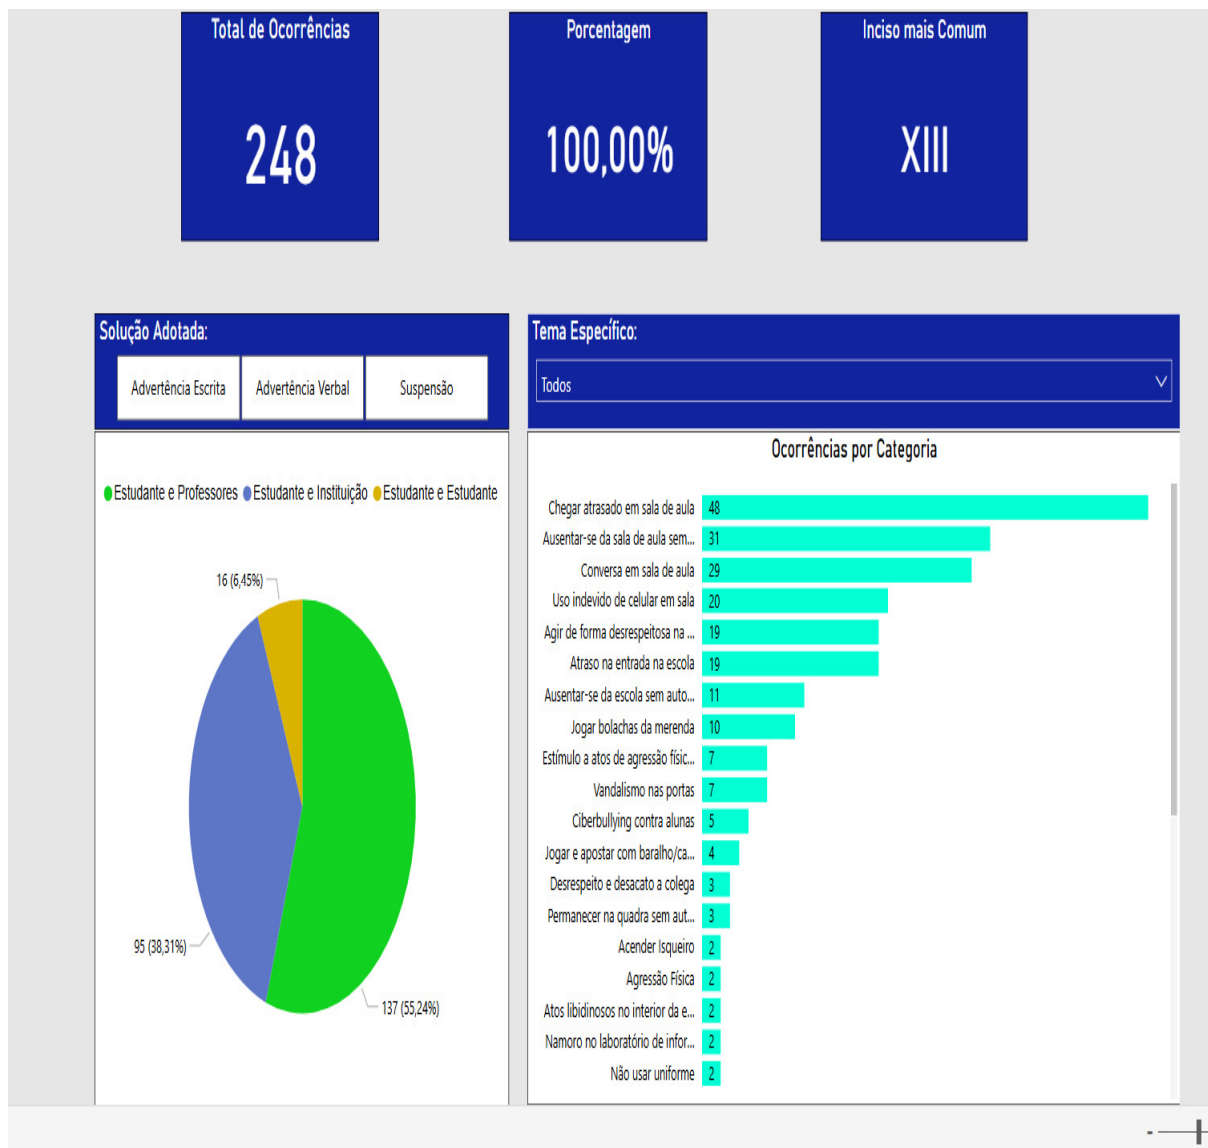 Total de Ocorrências
248
Porcentagem
100,00%
Inciso mais Comum
XIII
Solução Adotada:
Advertência Escrita
Advertência Verbal
Suspensão
Estudante e Professores
Estudante e Instituição
Estudante e Estudante
16 (6,45%)
95 (38,31%)
137 (55,24%)
Tema Específico:
Todos
Ocorrências por Categoria
Chegar atrasado em sala de aula 48
Ausentar-se da sala de aula sem... 31
Conversa em sala de aula 29
Uso indevido de celular em sala 20
Agir de forma desrespeitosa na ... 19
Atraso na entrada na escola 19
Ausentar-se da escola sem auto... 11
Jogar bolachas da merenda 10
Estímulo a atos de agressão físic... 7
Vandalismo nas portas 7
Ciberbullying contra alunas 5
Jogar e apostar com baralho/ca... 4
Desrespeito e desacato a colega 3
Permanecer na quadra sem aut... 3
Acender Isqueiro 2
Agressão Física 2
Atos libidinosos no interior da e... 2
Namoro no laboratório de infor... 2
Não usar uniforme 2